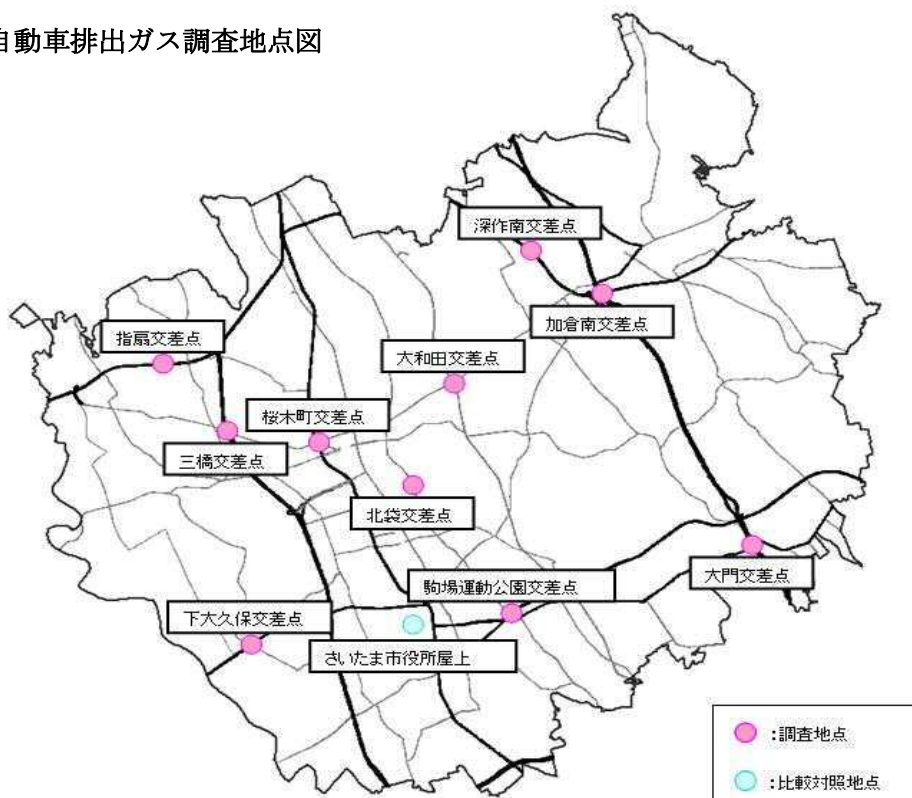 自動車排出ガス調査地点図
深作南交差点
加倉南交差点
指扇交差点
大和田交差点
桜木町交差点
三橋交差点
北袋交差点
大門交差点
駒場運動公園交差点
下大久保交差点
さいたま市役所屋上
：調査地点
：比較対照地点